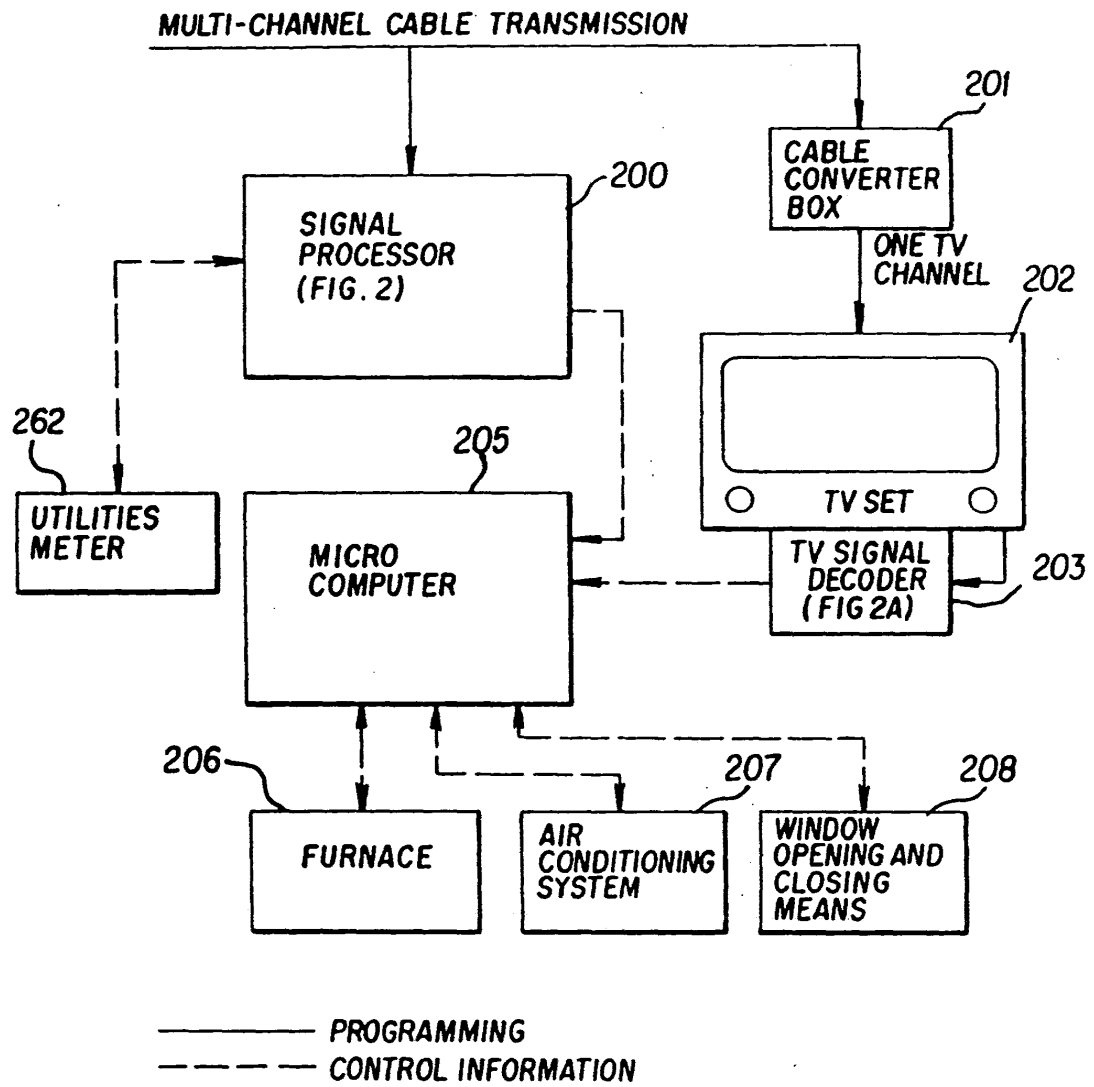 MULTI-CHANNEL CABLE TRANSMISSION
201
CABLE
CONVERTER
BOX
200
SIGNAL
PROCESSOR
(FIG. 2)
ONE TV
CHANNEL
202
262
UTILITIES
METER
205
MICRO
COMPUTER
TV SET
TV SIGNAL
DECODER
(FIG 2A)
203
206
FURNACE
207
AIR
CONDITIONING
SYSTEM
208
WINDOW
OPENING AND
CLOSING
MEANS
PROGRAMMING
CONTROL INFORMATION